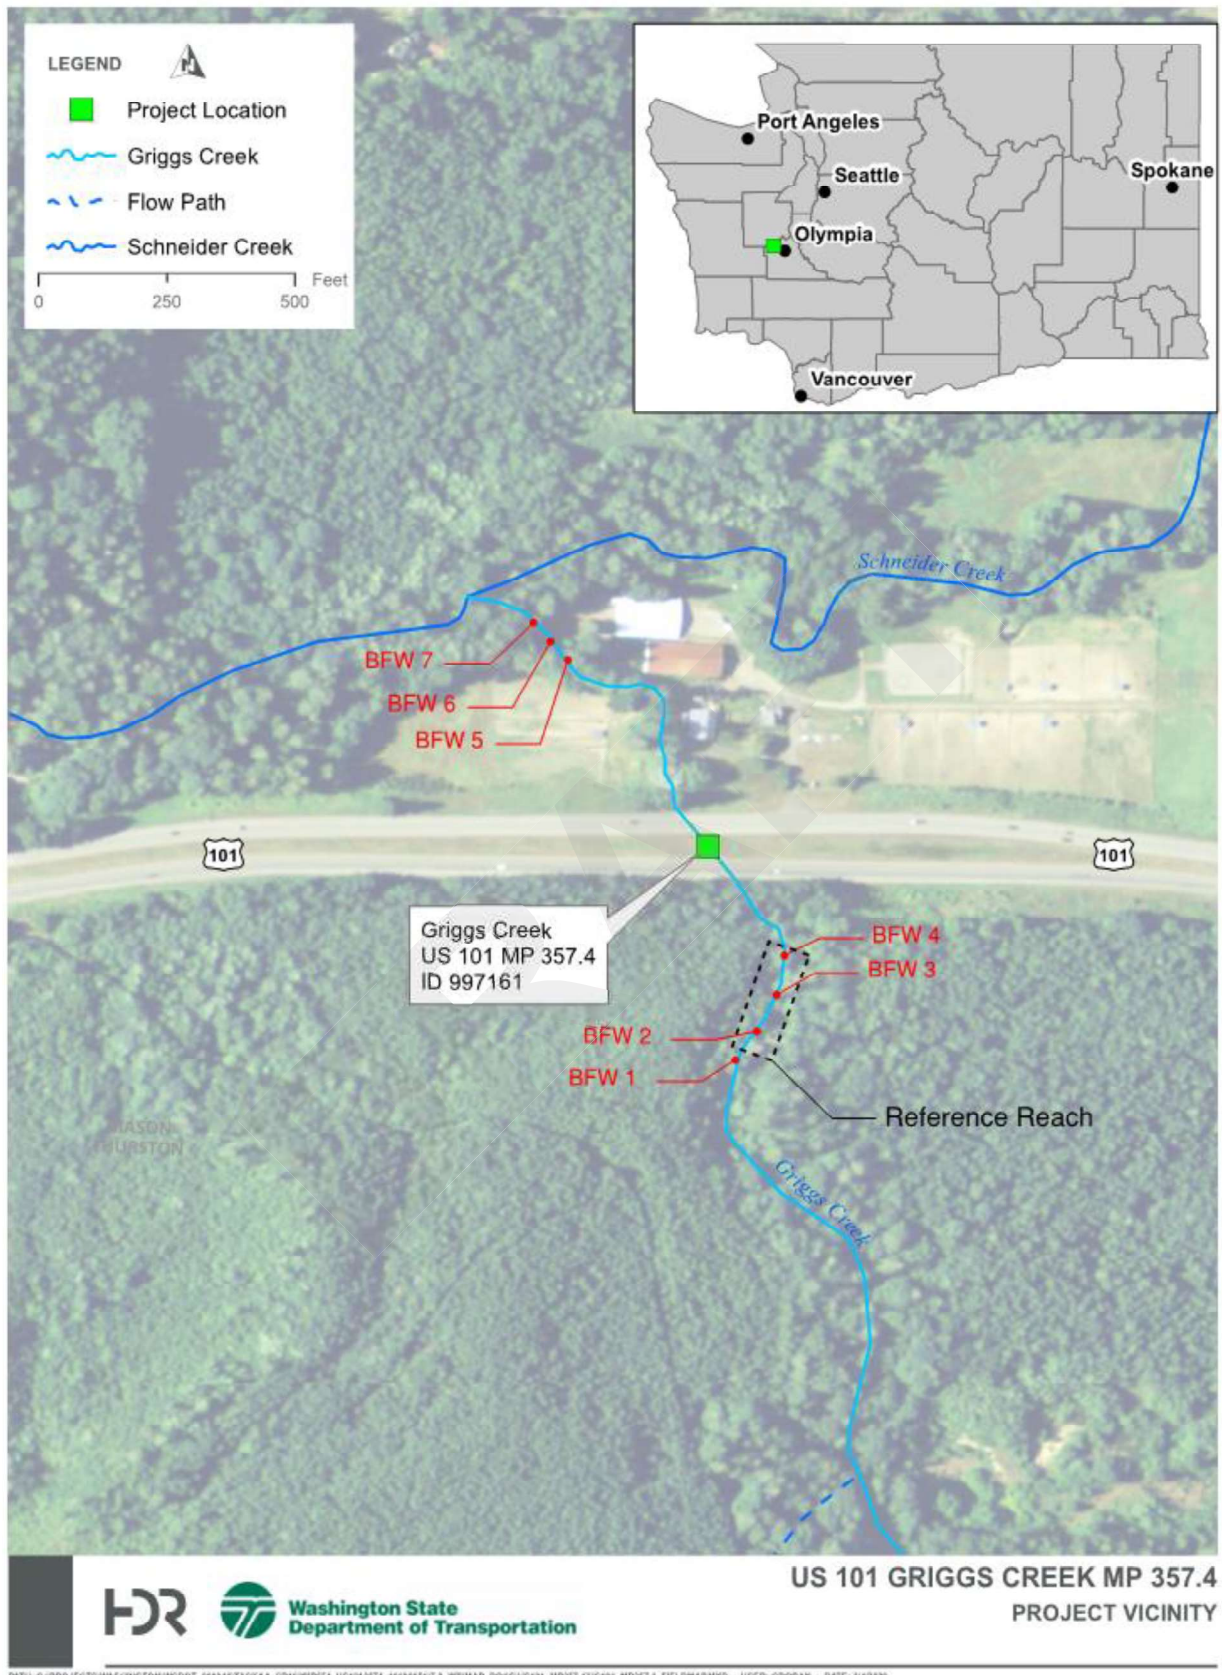 LEGEND
N
Project Location
Griggs Creek
Flow Path
Schneider Creek
Feet
0 250 500
Port Angeles
Seattle
Spokane
Olympia
Vancouver
Schneider Creek
BFW 7
BFW 6
BFW 5
101
101
Griggs Creek
US 101 MP 357.4
ID 997161
BFW 4
BFW 3
BFW 2
BFW 1
Reference Reach
MASON
THURSTON
Griggs Creek
HDR
Washington State
Department of Transportation
US 101 GRIGGS CREEK MP 357.4
PROJECT VICINITY